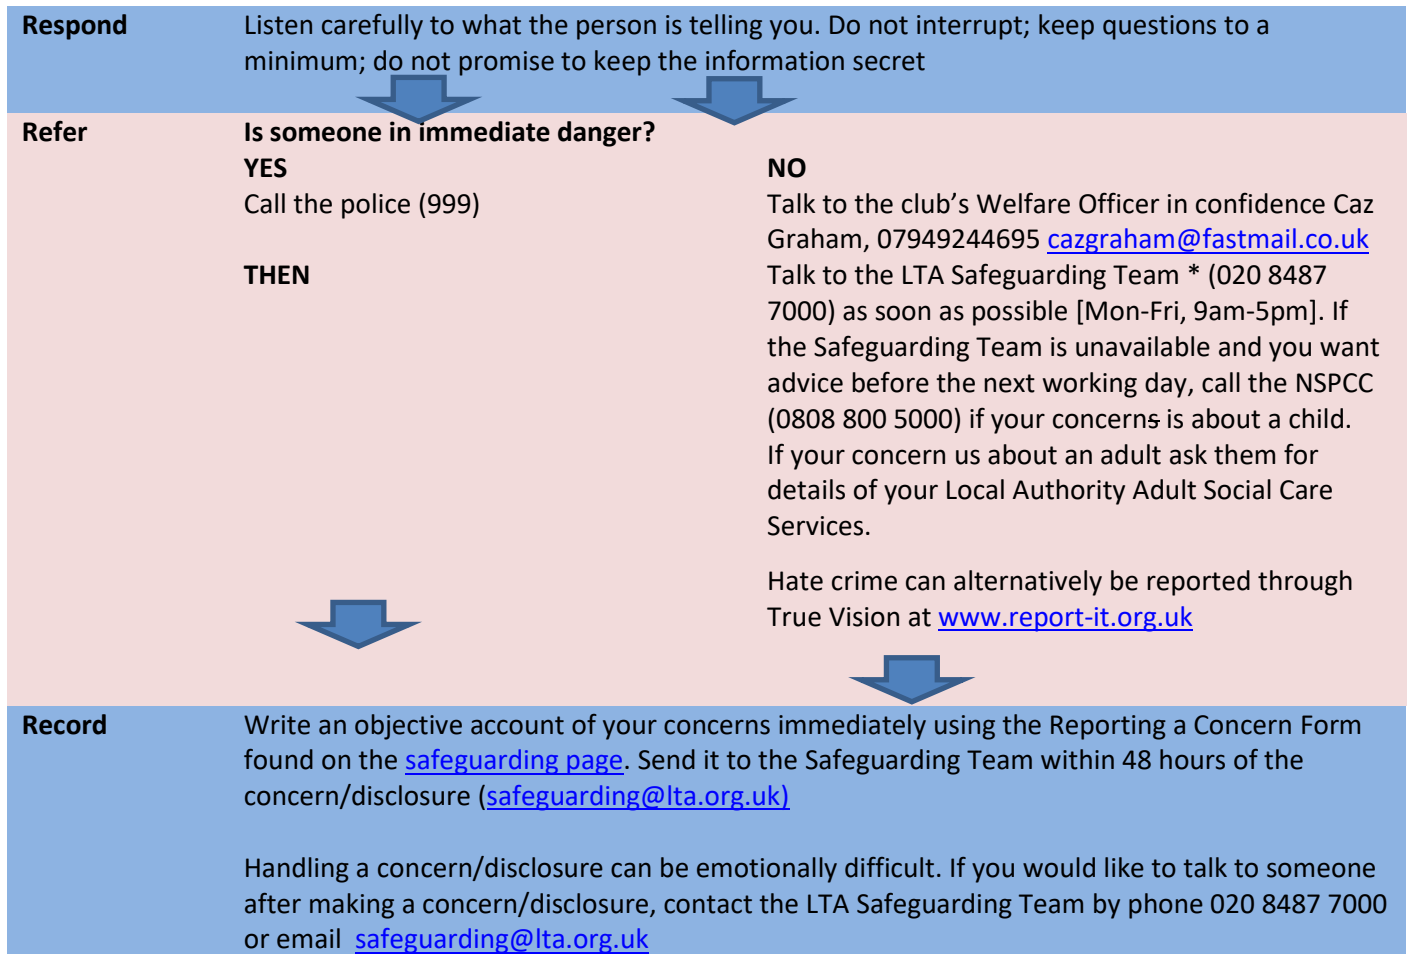 Respond
Listen carefully to what the person is telling you. Do not interrupt; keep questions to a
minimum; do not promise to keep the information secret
Refer
Is someone in immediate danger?
YES
Call the police (999)
THEN
NO
Talk to the club’s Welfare Officer in confidence Caz
Graham, 07949244695 cazgraham@fastmail.co.uk
Talk to the LTA Safeguarding Team * (020 8487
7000) as soon as possible [Mon-Fri, 9am-5pm]. If
the Safeguarding Team is unavailable and you want
advice before the next working day, call the NSPCC
(0808 800 5000) if your concerns is about a child.
If your concern us about an adult ask them for
details of your Local Authority Adult Social Care
Services.
Hate crime can alternatively be reported through
True Vision at www.report-it.org.uk
Record
Write an objective account of your concerns immediately using the Reporting a Concern Form
found on the safeguarding page. Send it to the Safeguarding Team within 48 hours of the
concern/disclosure (safeguarding@lta.org.uk)
Handling a concern/disclosure can be emotionally difficult. If you would like to talk to someone
after making a concern/disclosure, contact the LTA Safeguarding Team by phone 020 8487 7000
or email safeguarding@lta.org.uk